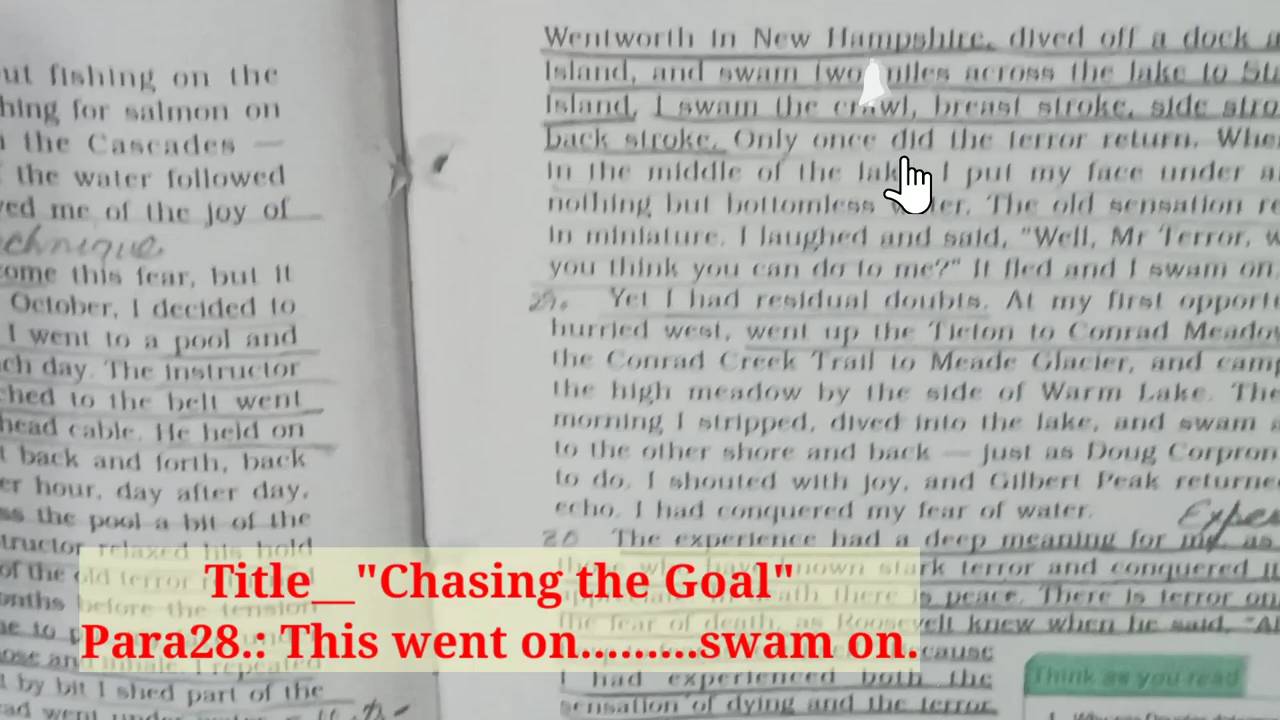 ut fishing on the
hing for salmon on
the Cascades —
the water followed
ved me of the joy of
technique
come this fear, but it
October, I decided to
I went to a pool and
ach day. The instructor
ched to the belt went
head cable. He held on
t back and forth, back
er hour, day after day,
ss the pool a bit of the
tructor relaxed his hold
of the old terror
onths before the tension
hale. I repeated
t by bit I shed part of the
ad went under water
Wentworth in New Hampshire, dived off a dock a
Island, and swam two miles across the lake to St
Island. I swam the crawl, breast stroke, side stro
back stroke. Only once did the terror return. Whe
in the middle of the lake, I put my face under a
nothing but bottomless water. The old sensation re
in miniature. I laughed and said, "Well, Mr Terror, w
you think you can do to me?" It fled and I swam on
29. Yet I had residual doubts. At my first opport
hurried west, went up the Tieton to Conrad Meado
the Conrad Creek Trail to Meade Glacier, and camp
the high meadow by the side of Warm Lake. The
morning I stripped, dived into the lake, and swam a
to the other shore and back — just as Doug Corpron
to do. I shouted with joy, and Gilbert Peak returne
echo. I had conquered my fear of water.
Expe
30 The experience had a deep meaning for me, as
known stark terror and conquered it
death there is peace. There is terror on
the fear of death, as Roosevelt knew when he said, "Al
because
I had experienced both the
sensation of dying and the terror
Think as you read
Title__ "Chasing the Goal"
Para28.: This went on.........swam on.